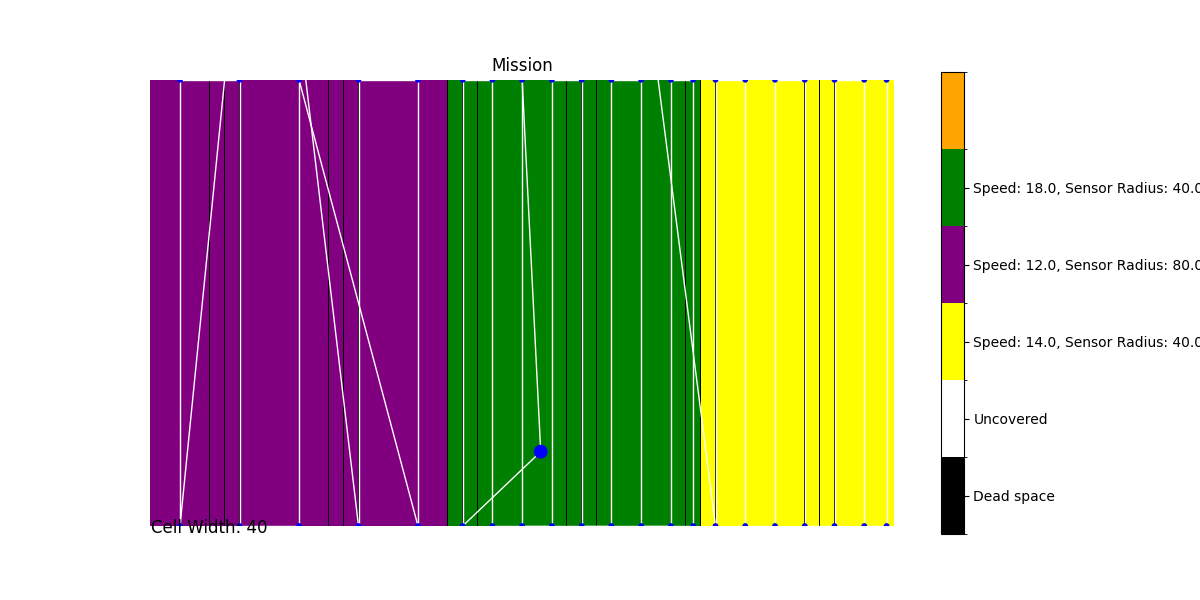 Mission
Speed: 18.0, Sensor Radius: 40.0
Speed: 12.0, Sensor Radius: 80.0
Speed: 14.0, Sensor Radius: 40.0
Uncovered
Dead space
Cell Width: 40